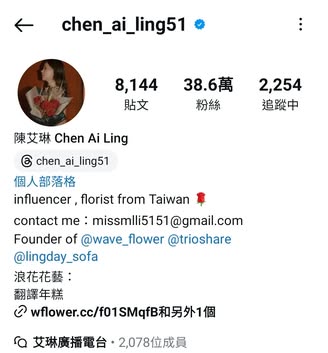 chen_ai_ling51
8,144
貼文
38.6萬
粉絲
2,254
追蹤中
陳艾琳 Chen Ai Ling
chen_ai_ling51
個人部落格
influencer , florist from Taiwan 🌹
contact me：missmlli5151@gmail.com
Founder of @wave_flower @trioshare
@lingday_sofa
浪花花藝：
翻譯年糕
wflower.cc/f01SMqfB和另外1個
艾琳廣播電台 • 2,078位成員